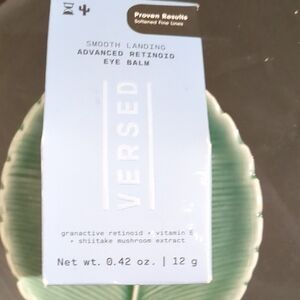 Proven Results
Softened Fine Lines
SMOOTH LANDING
ADVANCED RETINOID
EYE BALM
VERSED
granactive retinoid + vitamin E
+ shiitake mushroom extract
Net wt. 0.42 oz. | 12 g